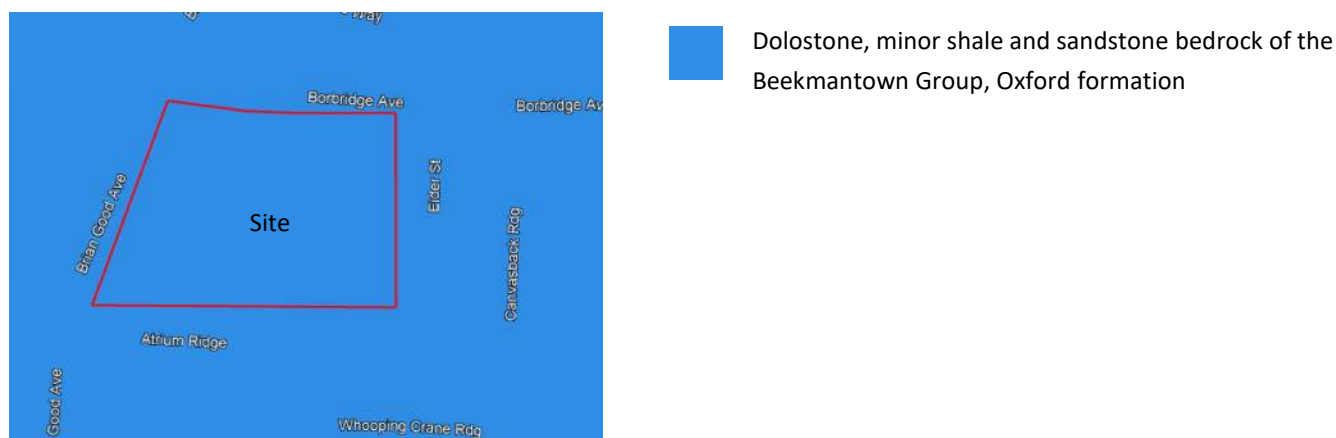 Way
Borbridge Ave
Borbridge Av
Brian Good Ave
Elder St
Site
Canvasback Rdg
Atrium Ridge
Good Ave
Whooping Crane Rdg
Dolostone, minor shale and sandstone bedrock of the
Beekmantown Group, Oxford formation